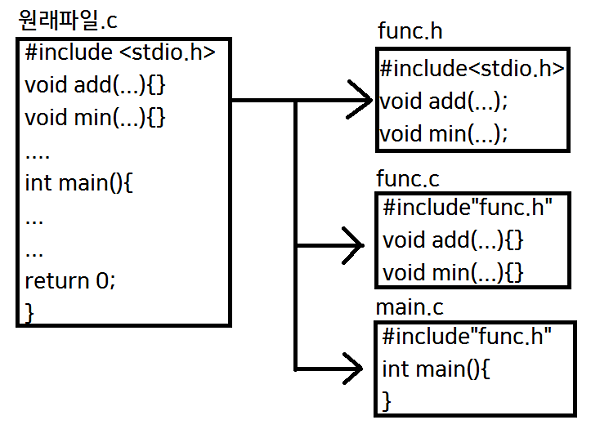 원래파일.c
#include <stdio.h>
void add(...){}
void min(...){}
....
int main(){
...
...
return 0;
}
func.h
#include<stdio.h>
void add(...);
void min(...);
func.c
#include"func.h"
void add(...){}
void min(...){}
main.c
#include"func.h"
int main(){
}